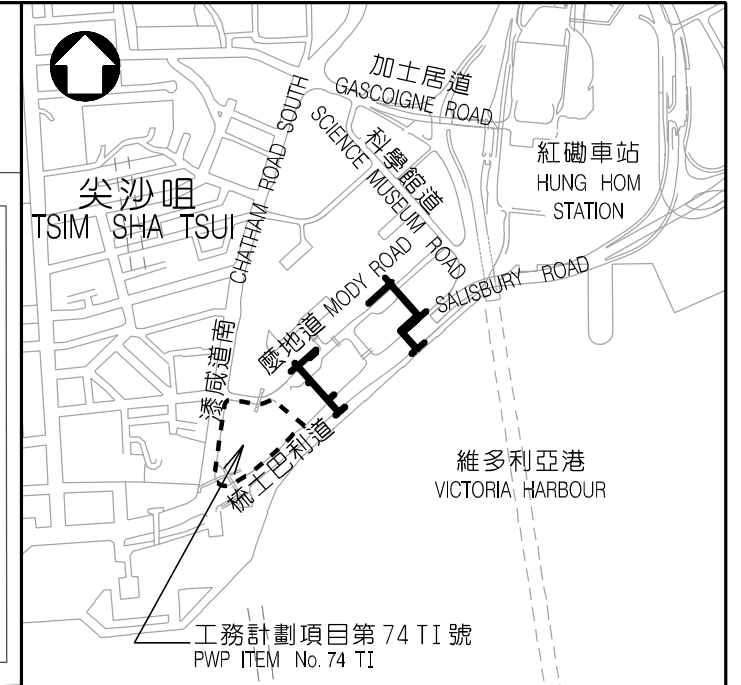 加士居道
GASCOIGNE ROAD
科學館道
SCIENCE MUSEUM ROAD
紅磡車站
HUNG HOM
STATION
尖沙咀
TSIM SHA TSUI
CHATHAM ROAD SOUTH
漆咸道南
麼地道 MODY ROAD
SALISBURY ROAD
梳士巴利道
維多利亞港
VICTORIA HARBOUR
工務計劃項目第 74 TI 號
PWP ITEM No. 74 TI